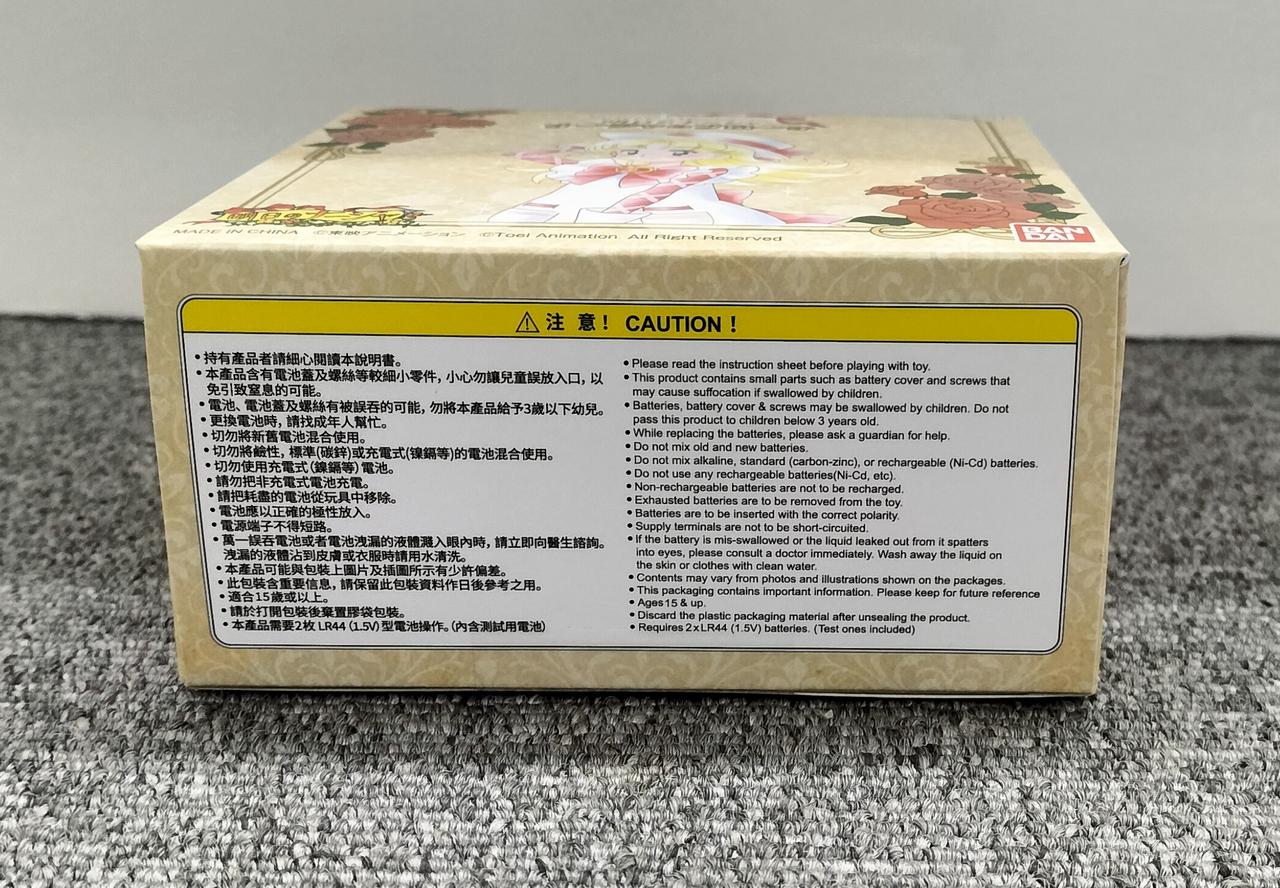 MADE IN CHINA ©東映アニメーション ©Toei Animation. All Right Reserved
BAN
DAI
注 意! CAUTION!
•持有產品者請細心閱讀本說明書。
•本產品含有電池蓋及螺絲等較細小零件，小心勿讓兒童誤放入口，以
免引致窒息的可能。
•電池、電池蓋及螺絲有被誤吞的可能，勿將本產品給予3歲以下幼兒。
•更換電池時，請找成年人幫忙。
•切勿將新舊電池混合使用。
•切勿將鹼性，標準(碳鋅)或充電式(镍鎘等)的電池混合使用。
•切勿使用充電式（鎳鎘等）電池。
•請勿把非充電式電池充電。
•請把耗盡的電池從玩具中移除。
•電池應以正確的極性放入。
•電源端子不得短路。
•萬一誤吞電池或者電池洩漏的液體濺入眼內時，請立即向醫生諮詢。
洩漏的液體沾到皮膚或衣服時請用水清洗。
•本產品可能與包裝上圖片及插圖所示有少許偏差。
•此包裝含重要信息，請保留此包裝資料作日後參考之用。
•適合15歲或以上。
•請於打開包裝後棄置膠袋包裝。
•本產品需要2枚 LR44 (1.5V) 型電池操作。(內含測試用電池)
•Please read the instruction sheet before playing with toy.
•This product contains small parts such as battery cover and screws that
may cause suffocation if swallowed by children.
•Batteries, battery cover & screws may be swallowed by children. Do not
pass this product to children below 3 years old.
•While replacing the batteries, please ask a guardian for help.
•Do not mix old and new batteries.
•Do not mix alkaline, standard (carbon-zinc), or rechargeable (Ni-Cd) batteries.
•Do not use any rechargeable batteries(Ni-Cd, etc).
•Non-rechargeable batteries are not to be recharged.
•Exhausted batteries are to be removed from the toy.
•Batteries are to be inserted with the correct polarity.
•Supply terminals are not to be short-circuited.
•If the battery is mis-swallowed or the liquid leaked out from it spatters
into eyes, please consult a doctor immediately. Wash away the liquid on
the skin or clothes with clean water.
•Contents may vary from photos and illustrations shown on the packages.
•This packaging contains important information. Please keep for future reference
•Ages15 & up.
•Discard the plastic packaging material after unsealing the product.
•Requires 2xLR44 (1.5V) batteries. (Test ones included)